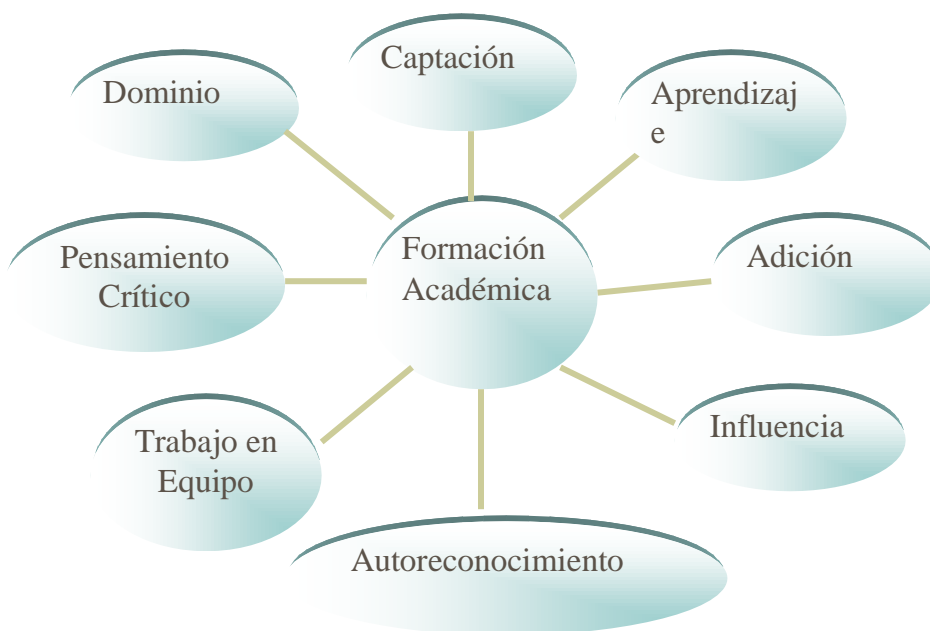 Captación
Dominio
Aprendizaj
e
Formación
Académica
Pensamiento
Crítico
Adición
Trabajo en
Equipo
Influencia
Autoreconocimiento